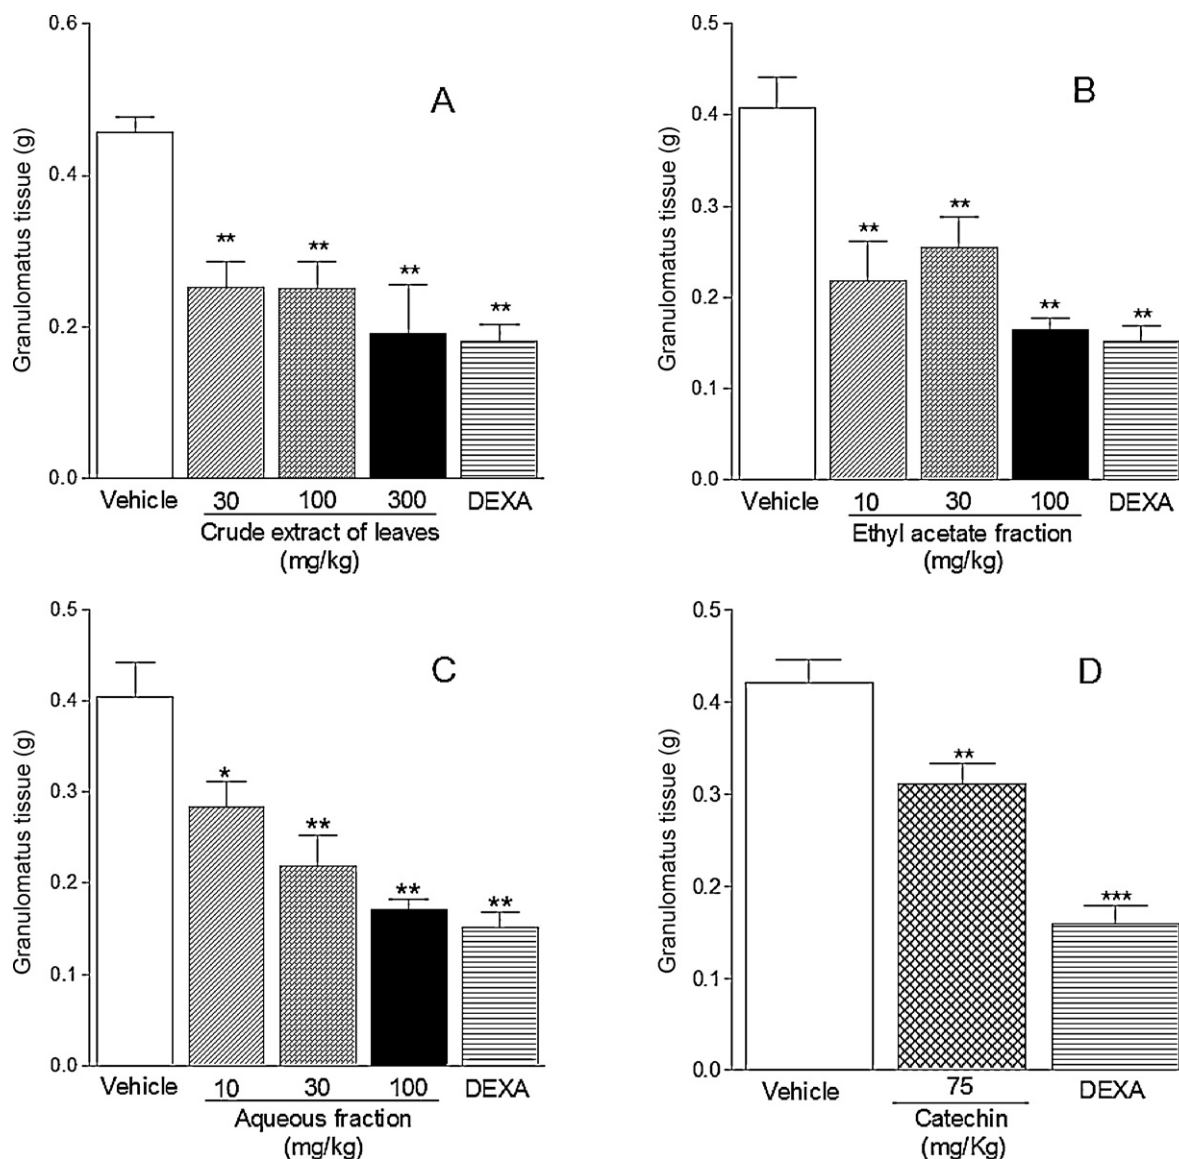 A
Granulomatus tissue (g)
0.6
0.4
0.2
0.0
**
**
**
**
Vehicle 30 100 300 DEXA
Crude extract of leaves
(mg/kg)
B
Granulomatus tissue (g)
0.5
0.4
0.3
0.2
0.1
0.0
**
**
**
**
Vehicle 10 30 100 DEXA
Ethyl acetate fraction
(mg/kg)
C
Granulomatus tissue (g)
0.5
0.4
0.3
0.2
0.1
0.0
*
**
**
**
Vehicle 10 30 100 DEXA
Aqueous fraction
(mg/kg)
D
Granulomatus tissue (g)
0.5
0.4
0.3
0.2
0.1
0.0
**
***
Vehicle 75 DEXA
Catechin
(mg/Kg)